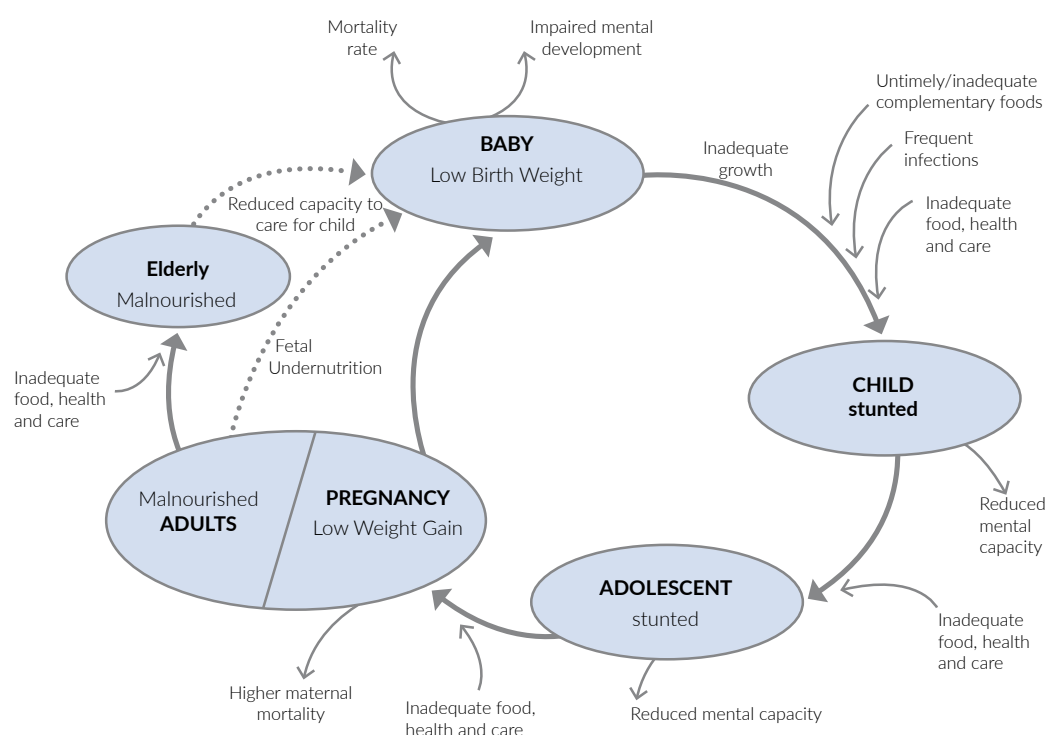 Mortality
rate
Impaired mental
development
Untimely/inadequate
complementary foods
Frequent
infections
Inadequate
food, health
and care
Inadequate
growth
BABY
Low Birth Weight
Reduced capacity to
care for child
Elderly
Malnourished
Fetal
Undernutrition
Inadequate
food, health
and care
CHILD
stunted
Reduced
mental
capacity
Malnourished
ADULTS
PREGNANCY
Low Weight Gain
ADOLESCENT
stunted
Inadequate
food, health
and care
Higher maternal
mortality
Inadequate food,
health and care
Reduced mental capacity